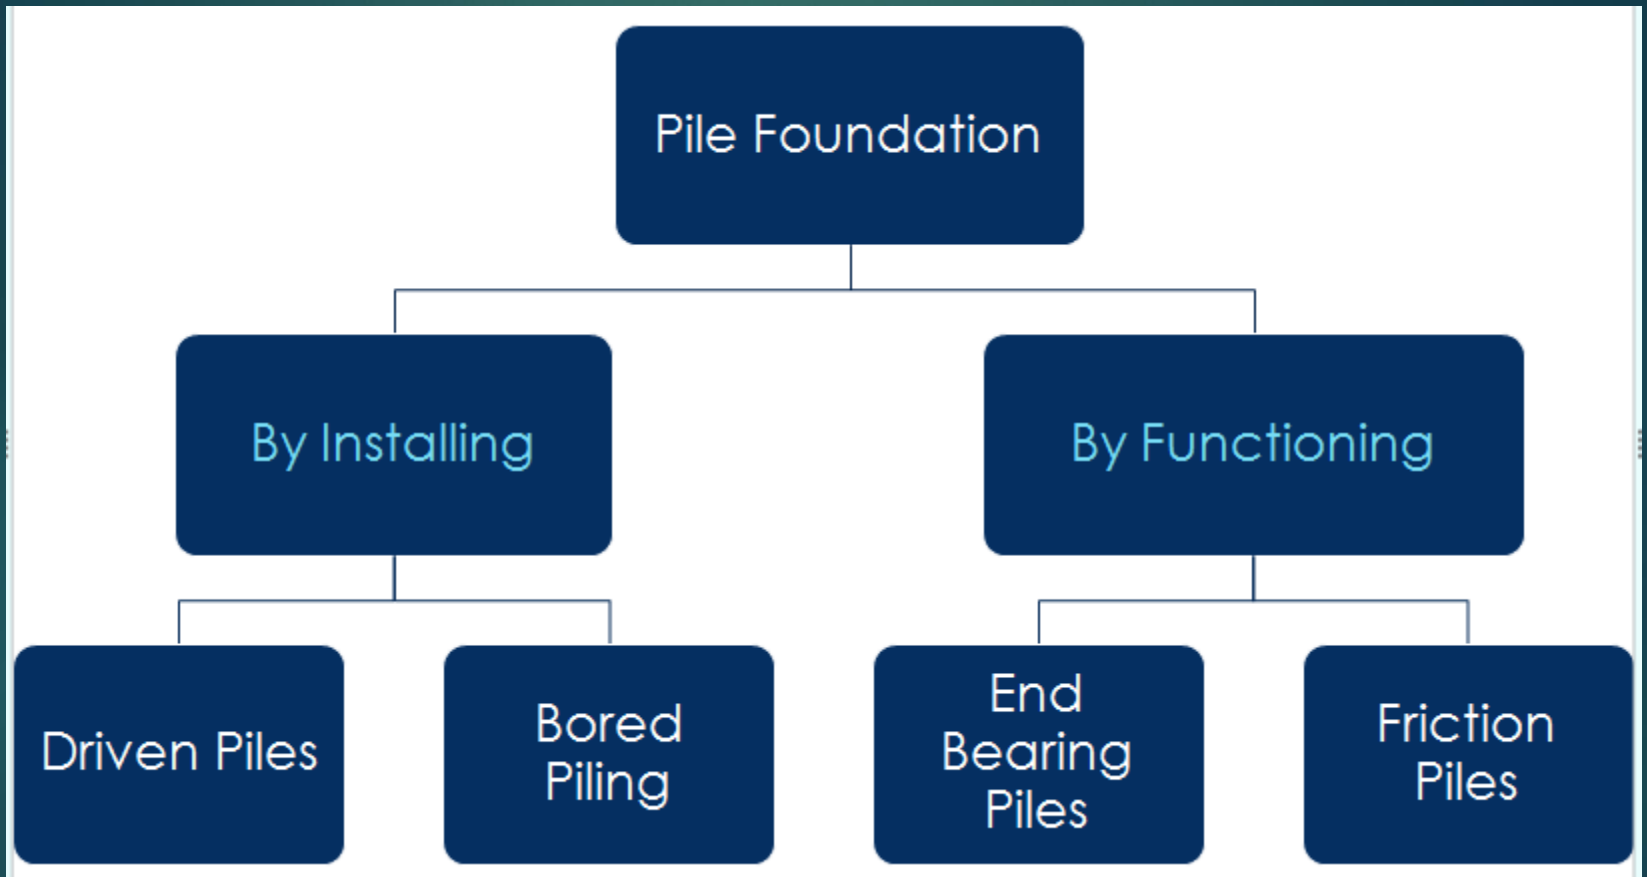 Pile Foundation
By Installing
By Functioning
Driven Piles
Bored
Piling
End
Bearing
Piles
Friction
Piles